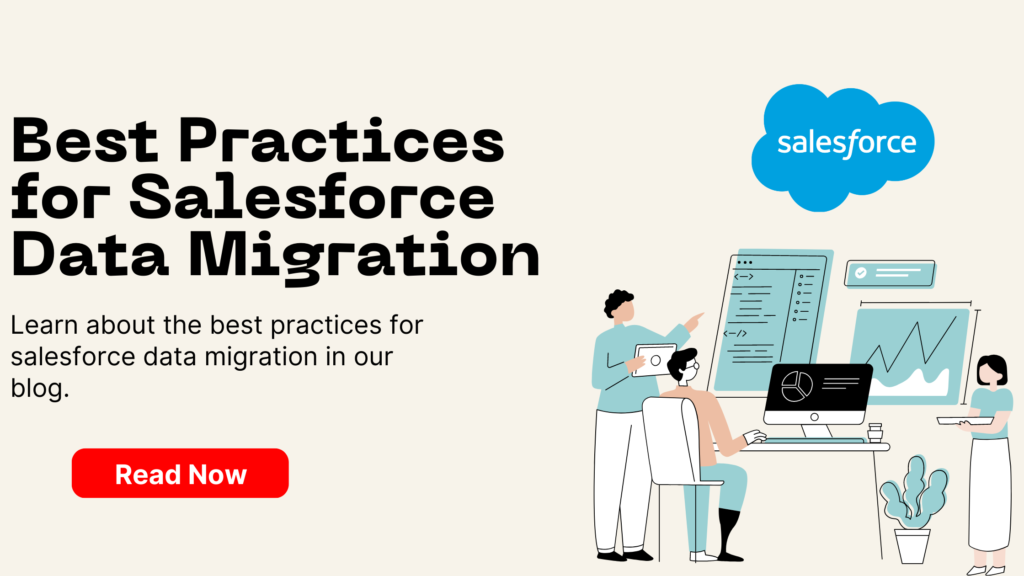 Best Practices
for Salesforce
Data Migration
Learn about the best practices for
salesforce data migration in our
blog.
Read Now
salesforce